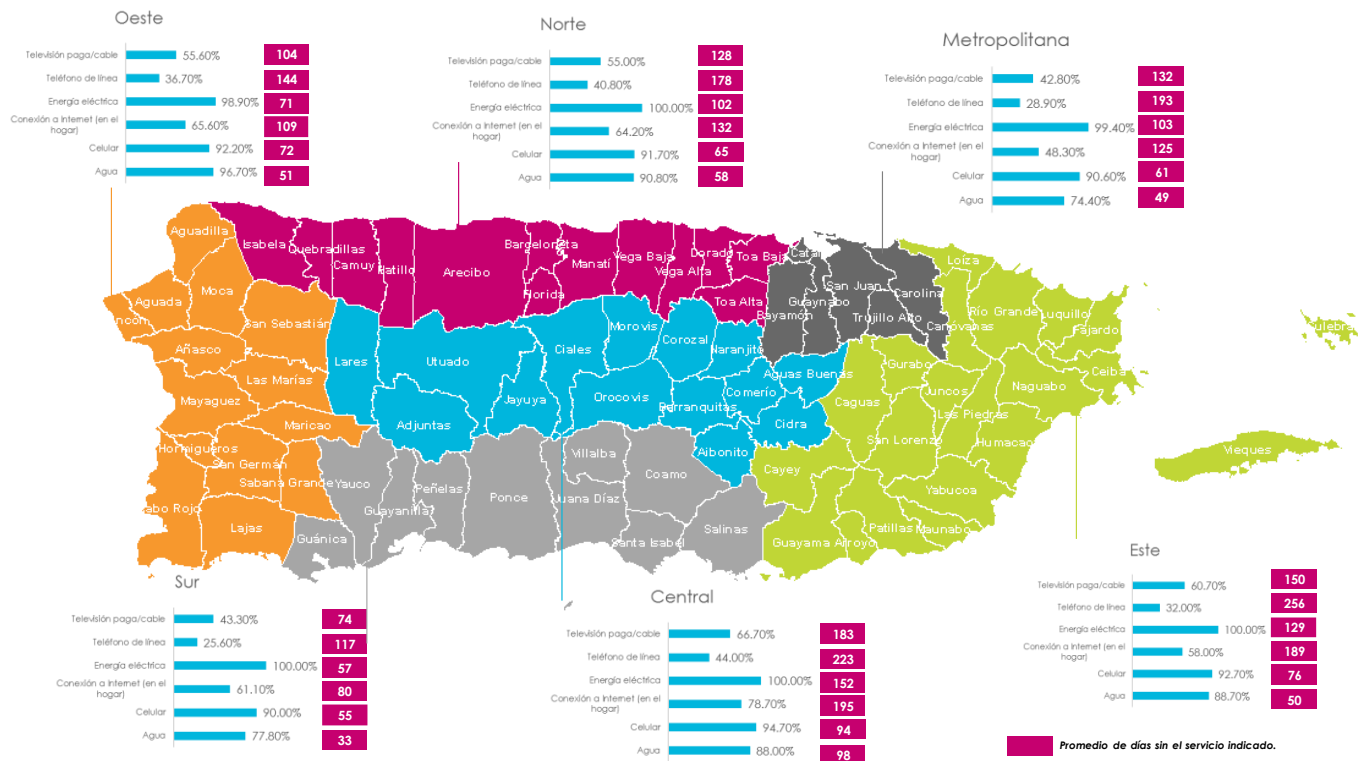 Oeste
Televisión paga/cable 55.60% 104
Teléfono de línea 36.70% 144
Energía eléctrica 98.90% 71
Conexión a Internet (en el
hogar) 65.60% 109
Celular 92.20% 72
Agua 96.70% 51
Norte
Televisión paga/cable 55.00% 128
Teléfono de línea 40.80% 178
Energía eléctrica 100.00% 102
Conexión a Internet (en el
hogar) 64.20% 132
Celular 91.70% 65
Agua 90.80% 58
Metropolitana
Televisión paga/cable 42.80% 132
Teléfono de línea 28.90% 193
Energía eléctrica 99.40% 103
Conexión a Internet (en el
hogar) 48.30% 125
Celular 90.60% 61
Agua 74.40% 49
Aguadilla
Isabela
Quebradillas
Camuy
Arecibo
Barceloneta
Florida
Manatí
Vega Baja
Vega Alta
Dorado
Toa Baja
Toa Alta
Bayamón
Guaynabo
San Juan
Trujillo Alto
Carolina
Canóvanas
Loíza
Río Grande
Luquillo
Fajardo
Ceiba
Naguabo
Aguada
Moca
San Sebastián
Añasco
Las Marías
Mayaguez
Maricao
Hormigueros
San Germán
Sabana Grande
Lajas
Lares
Utuado
Adjuntas
Jayuya
Ciales
Morovis
Corozal
Naranjito
Orocovis
Barranquitas
Comerío
Aguas Buenas
Cidra
Aibonito
Caguas
Gurabo
Juncos
Las Piedras
San Lorenzo
Humacao
Cayey
Yabucoa
Maunabo
Patillas
Arroyo
Guayama
Vieques
Guánica
Yauco
Guayanilla
Peñelas
Ponce
Juana Díaz
Villalba
Coamo
Santa Isabel
Salinas
Sur
Televisión paga/cable 43.30% 74
Teléfono de línea 25.60% 117
Energía eléctrica 100.00% 57
Conexión a Internet (en el
hogar) 61.10% 80
Celular 90.00% 55
Agua 77.80% 33
Central
Televisión paga/cable 66.70% 183
Teléfono de línea 44.00% 223
Energía eléctrica 100.00% 152
Conexión a Internet (en el
hogar) 78.70% 195
Celular 94.70% 94
Agua 88.00% 98
Este
Televisión paga/cable 60.70% 150
Teléfono de línea 32.00% 256
Energía eléctrica 100.00% 129
Conexión a Internet (en el
hogar) 58.00% 189
Celular 92.70% 76
Agua 88.70% 50
Promedio de días sin el servicio indicado.